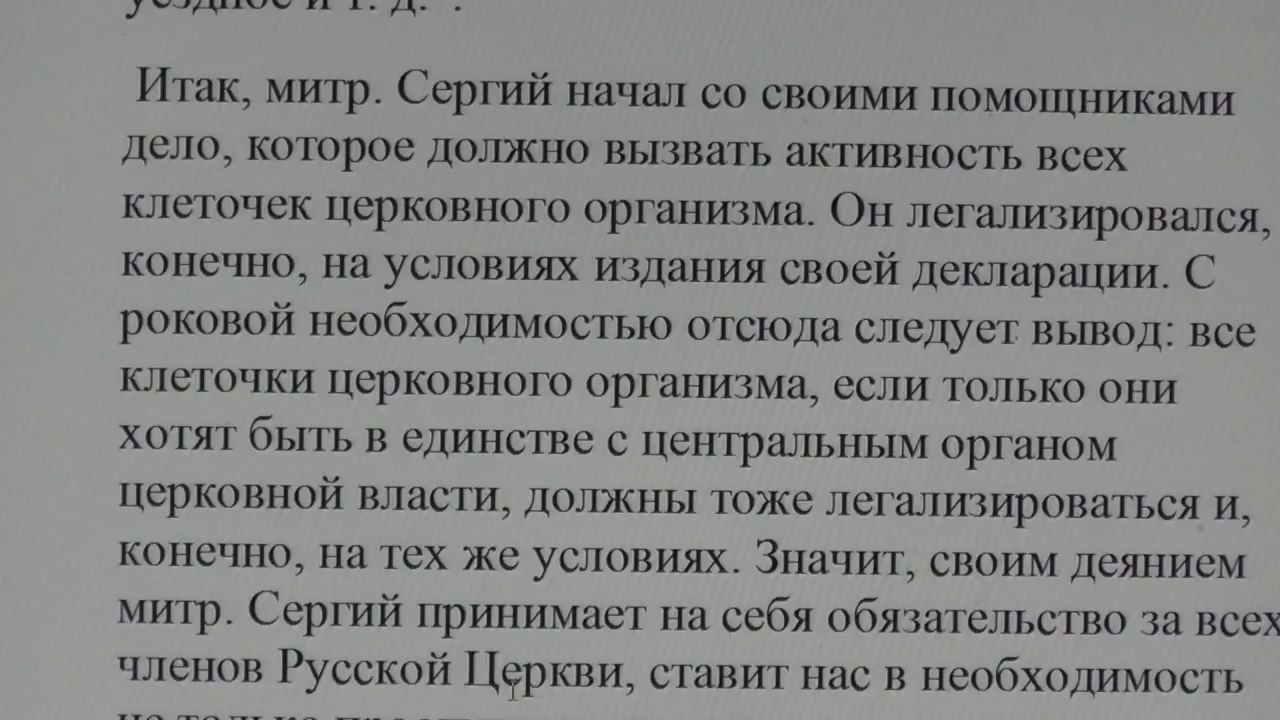 уездное и т. д. .
Итак, митр. Сергий начал со своими помощниками
дело, которое должно вызвать активность всех
клеточек церковного организма. Он легализировался,
конечно, на условиях издания своей декларации. С
роковой необходимостью отсюда следует вывод: все
клеточки церковного организма, если только они
хотят быть в единстве с центральным органом
церковной власти, должны тоже легализироваться и,
конечно, на тех же условиях. Значит, своим деянием
митр. Сергий принимает на себя обязательство за всех
членов Русской Церкви, ставит нас в необходимость
не только